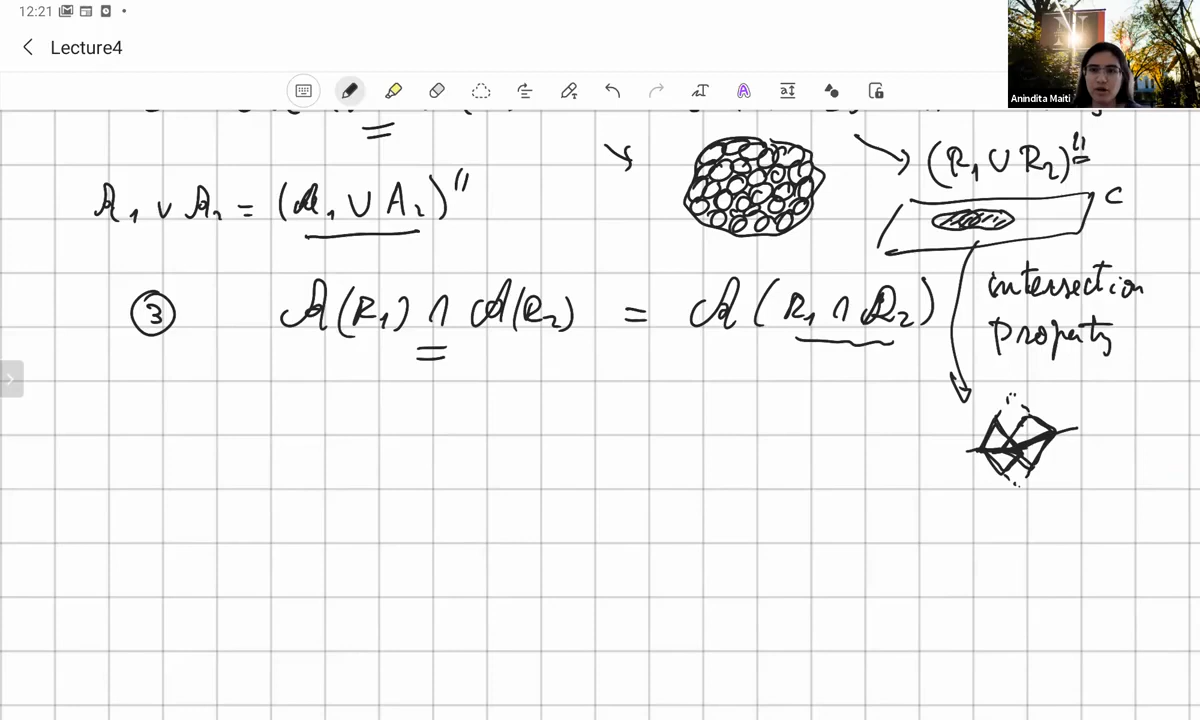 12:21
Lecture4
Anindita Maiti
(R₁ ∪ R₂)''
C
A₁ ∨ A₂ = (A₁ ∪ A₂)''
③ A(R₁) ∩ A(R₂) = A(R₁ ∩ R₂)
intersection
property